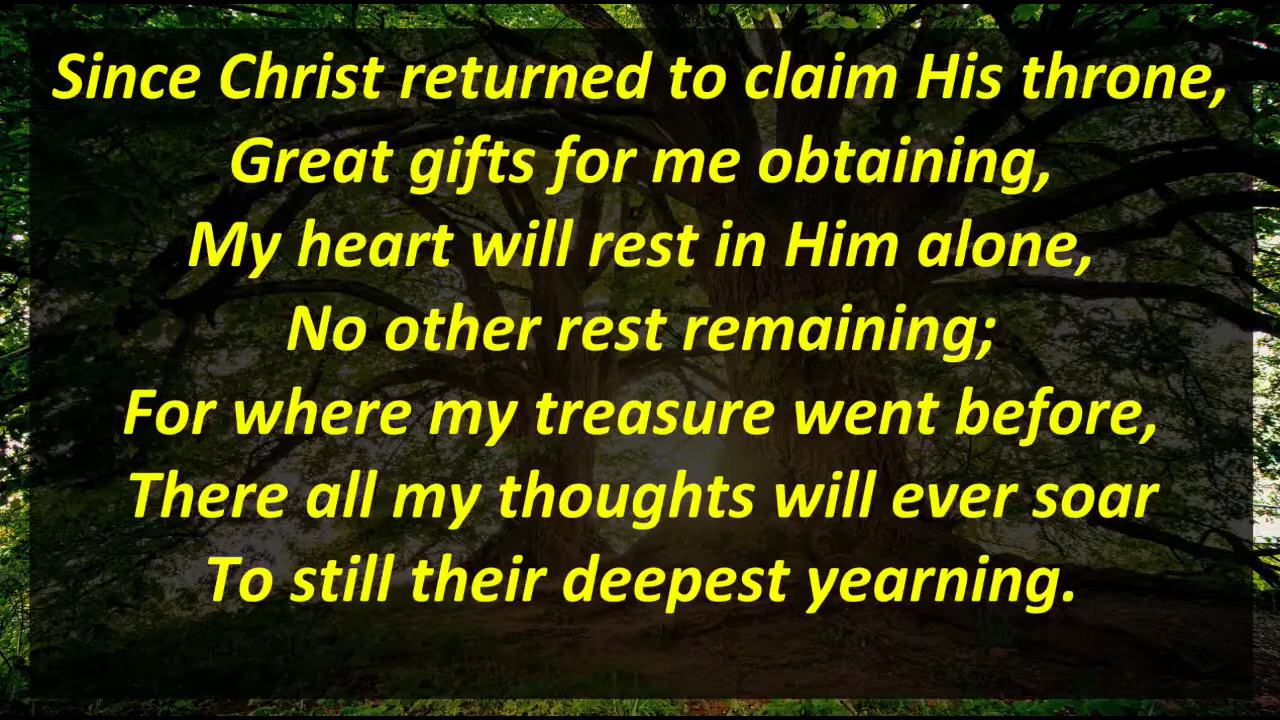 Since Christ returned to claim His throne,
Great gifts for me obtaining,
My heart will rest in Him alone,
No other rest remaining;
For where my treasure went before,
There all my thoughts will ever soar
To still their deepest yearning.